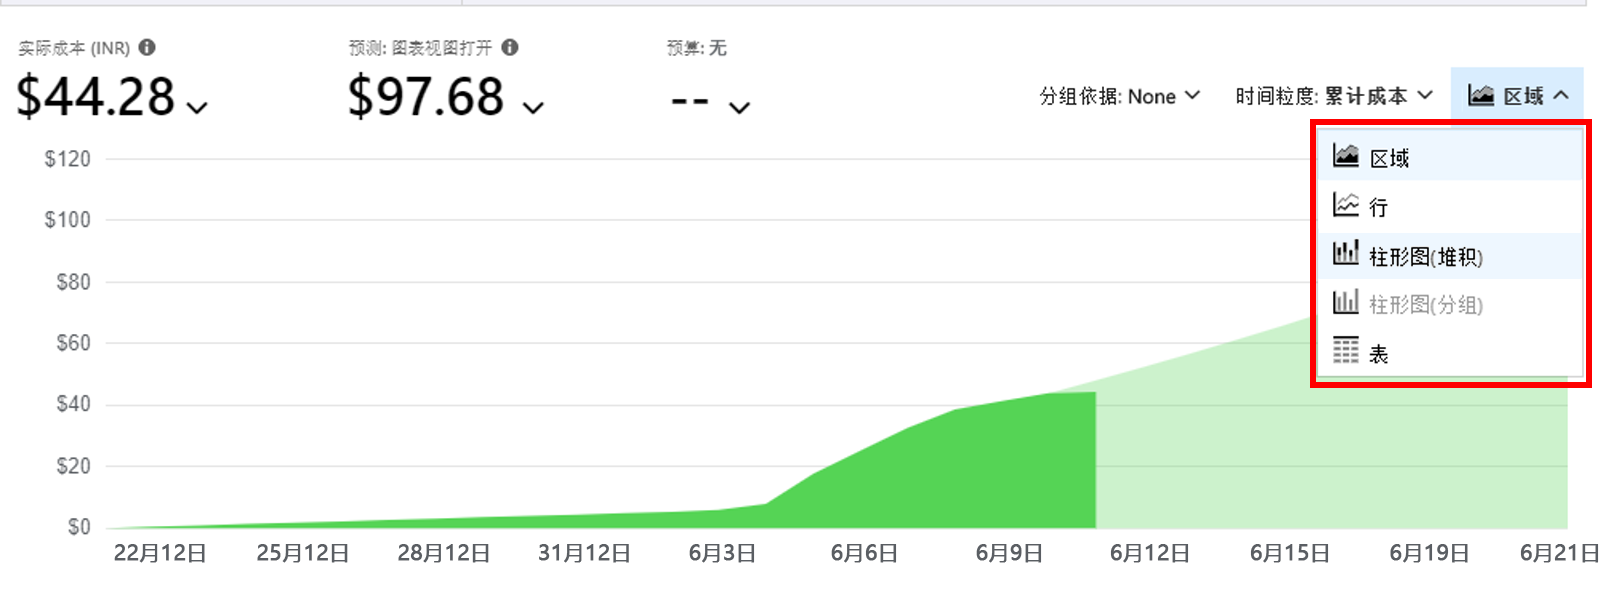 实际成本 (INR)
$44.28
预测: 图表视图打开
$97.68
预算: 无
--
分组依据: None
时间粒度: 累计成本
区域
区域
行
柱形图(堆积)
柱形图(分组)
表
$120
$100
$80
$60
$40
$20
$0
22月12日 25月12日 28月12日 31月12日 6月3日 6月6日 6月9日 6月12日 6月15日 6月19日 6月21日